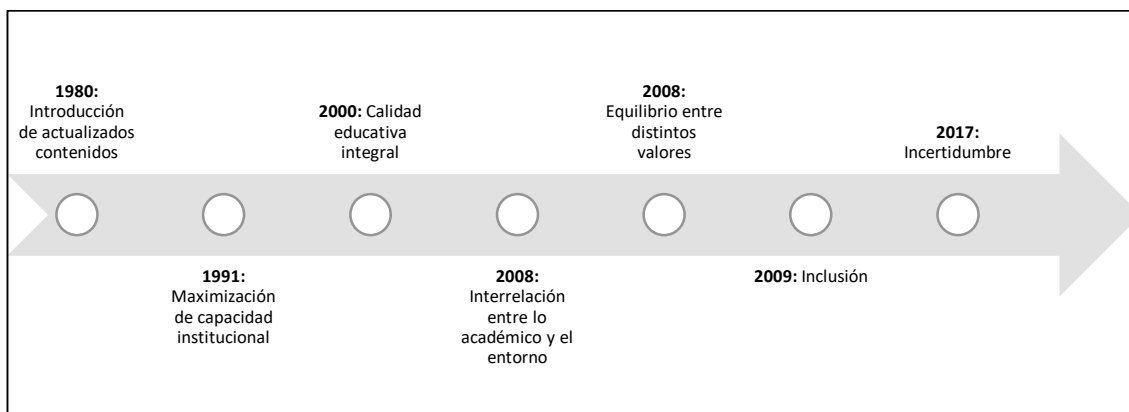 1980:
Introducción
de actualizados
contenidos
1991:
Maximización
de capacidad
institucional
2000: Calidad
educativa
integral
2008:
Interrelación
entre lo
académico y el
entorno
2008:
Equilibrio entre
distintos
valores
2009: Inclusión
2017:
Incertidumbre